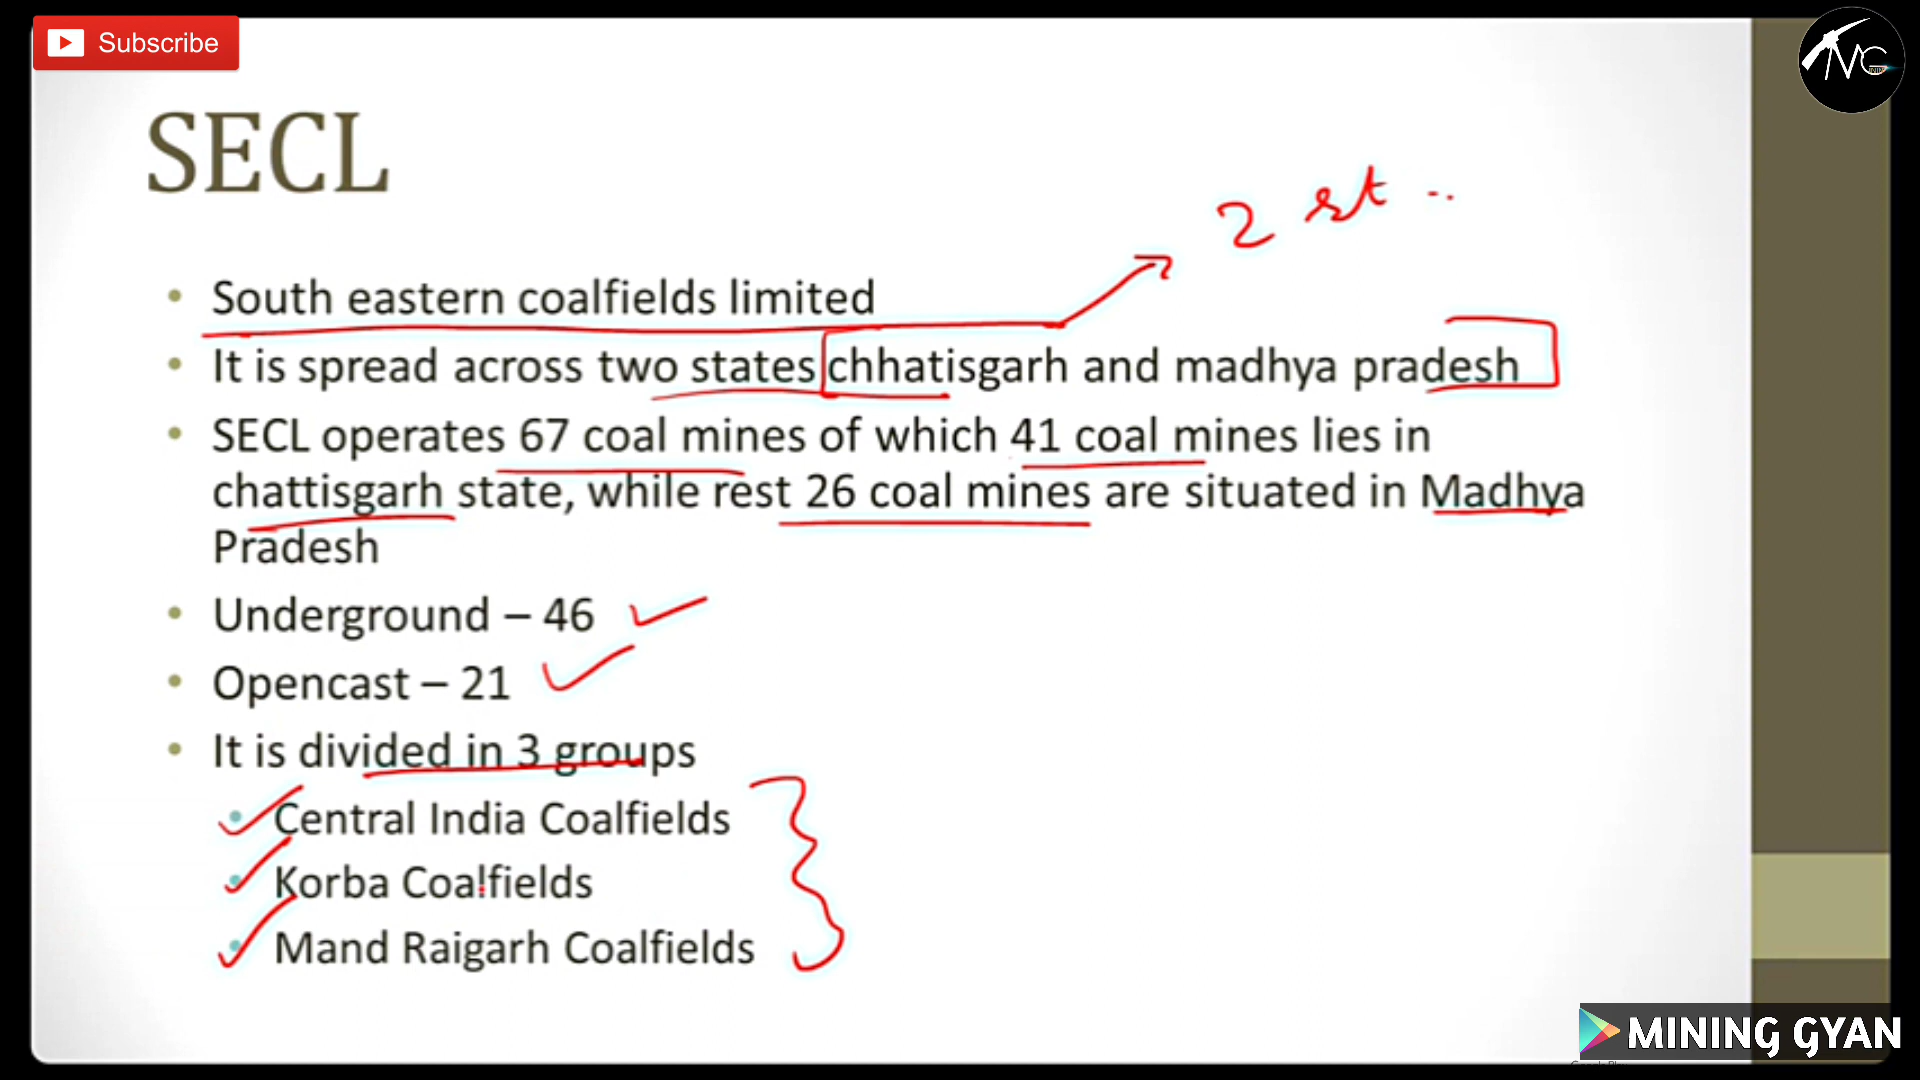 Subscribe
MG
SECL
2 st ..
South eastern coalfields limited
It is spread across two states chhatisgarh and madhya pradesh
SECL operates 67 coal mines of which 41 coal mines lies in
chattisgarh state, while rest 26 coal mines are situated in Madhya
Pradesh
Underground – 46
Opencast – 21
It is divided in 3 groups
Central India Coalfields
Korba Coalfields
Mand Raigarh Coalfields
MINING GYAN